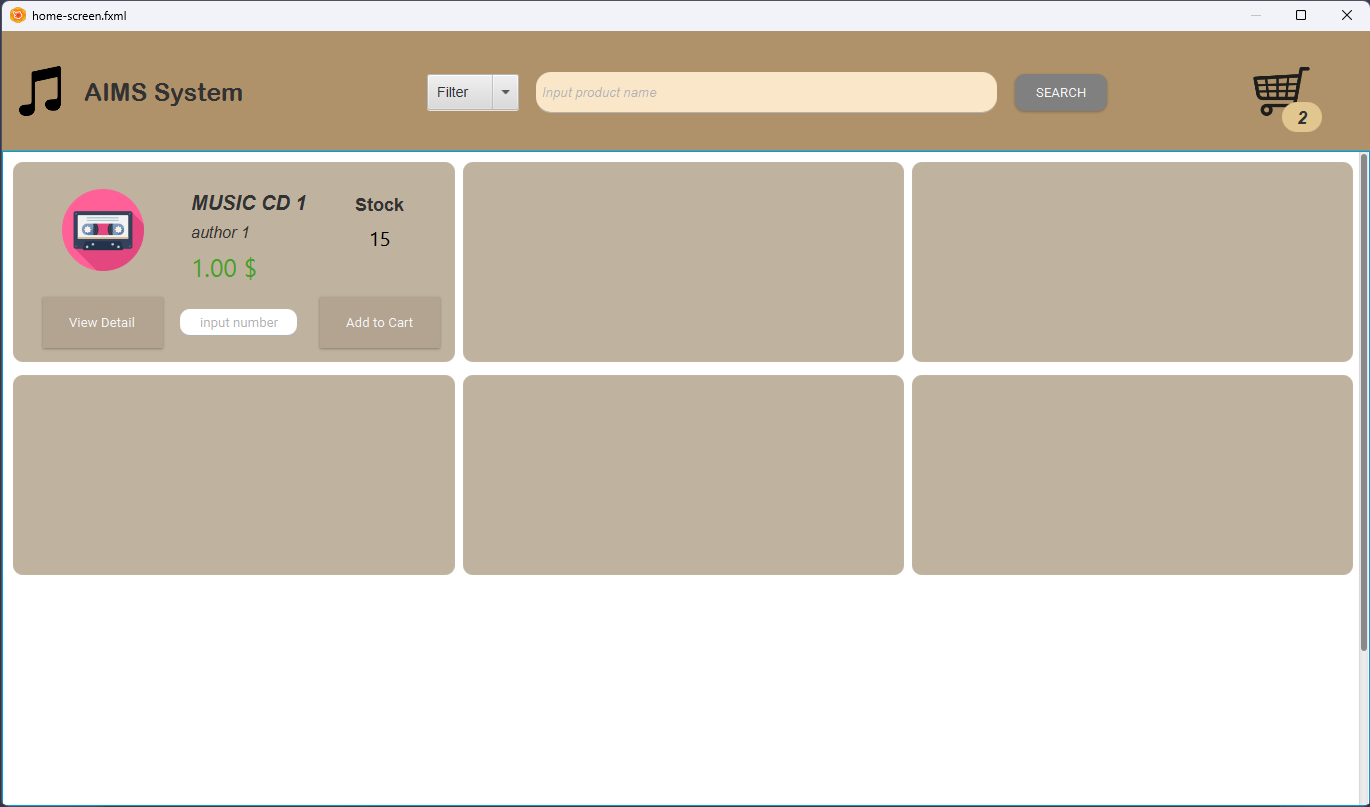 home-screen.fxml
AIMS System
Filter
Input product name
SEARCH
2
MUSIC CD 1
Stock
author 1
15
1.00 $
View Detail
input number
Add to Cart